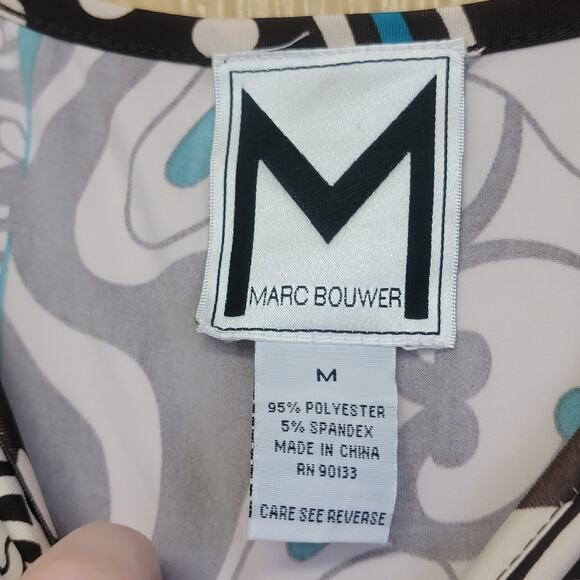 M
MARC BOUWER
M
95% POLYESTER
5% SPANDEX
MADE IN CHINA
RN 90133
CARE SEE REVERSE